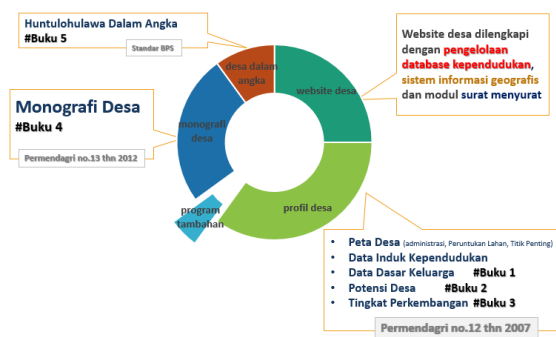 Huntulohulawa Dalam Angka
#Buku 5
Standar BPS
Monografi Desa
#Buku 4
Permendagri no.13 thn 2012
desa dalam
angka
website desa
monografi
desa
profil desa
program
tambahan
Website desa dilengkapi
dengan pengelolaan
database kependudukan,
sistem informasi geografis
dan modul surat menyurat
• Peta Desa (administrasi, Peruntukan Lahan, Titik Penting)
• Data Induk Kependudukan
• Data Dasar Keluarga #Buku 1
• Potensi Desa #Buku 2
• Tingkat Perkembangan #Buku 3
Permendagri no.12 thn 2007